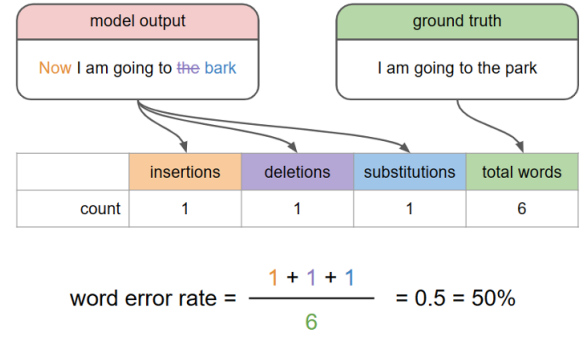 model output
ground truth
Now I am going to the bark
I am going to the park
insertions deletions substitutions total words
count 1 1 1 6
1 + 1 + 1
word error rate = = 0.5 = 50%
6